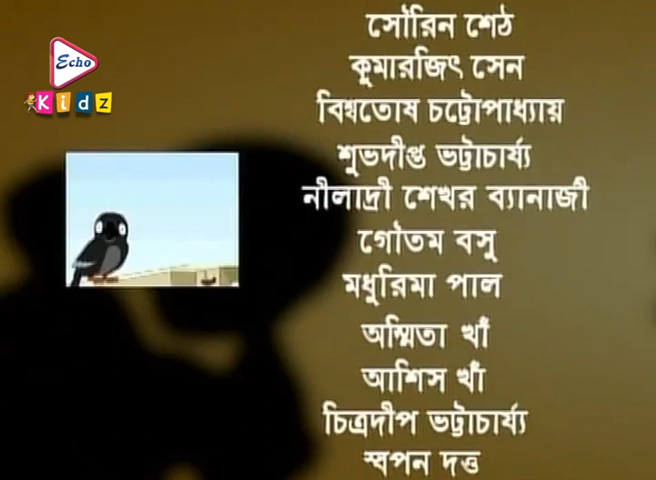 Echo
Kidz
সৌরিন শেঠ
কুমারজিৎ সেন
বিশ্বতোষ চট্টোপাধ্যায়
শুভদীপ্ত ভট্টাচার্য্য
নীলাদ্রী শেখর ব্যানার্জী
গৌতম বসু
মধুরিমা পাল
অস্মিতা খাঁ
আশিস খাঁ
চিত্রদীপ ভট্টাচার্য্য
স্বপন দত্ত